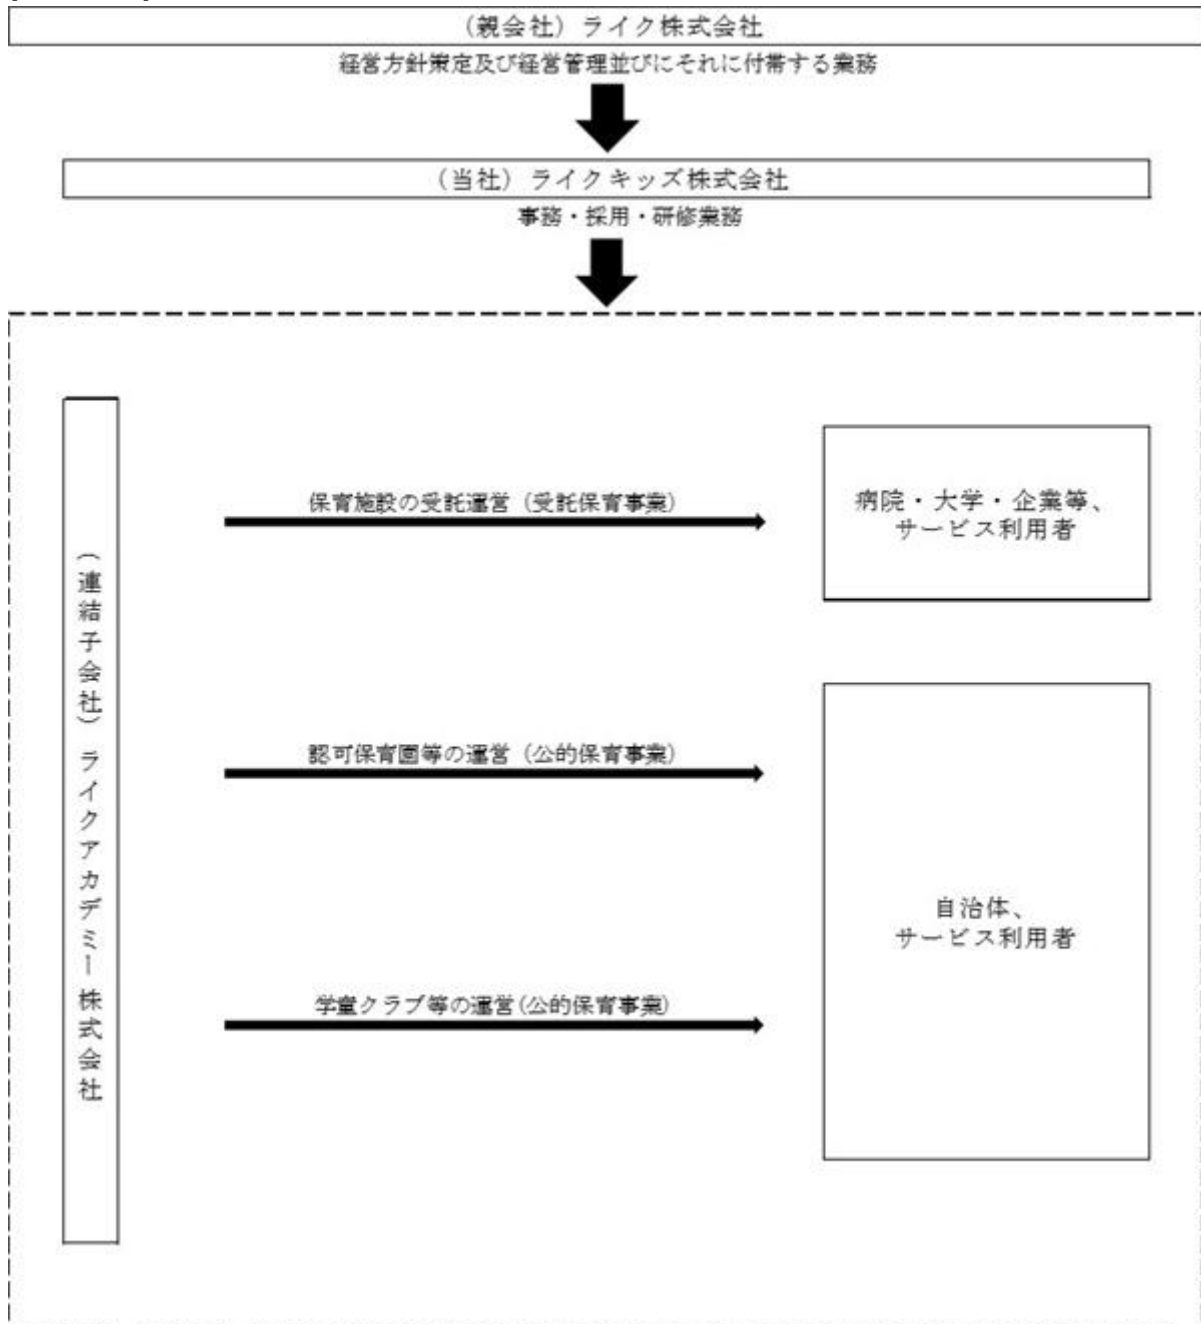 (親会社) ライク株式会社
経営方針策定及び経営管理並びにそれに付帯する業務
(当社) ライクキッズ株式会社
事務・採用・研修業務
(連結子会社) ライクアカデミー株式会社
保育施設の受託運営 (受託保育事業)
病院・大学・企業等、
サービス利用者
認可保育園等の運営 (公的保育事業)
自治体、
サービス利用者
学童クラブ等の運営(公的保育事業)